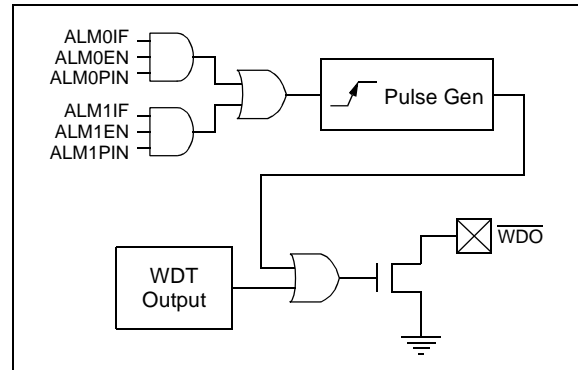 ALM0IF
ALM0EN
ALM0PIN
ALM1IF
ALM1EN
ALM1PIN
Pulse Gen
WDO
WDT
Output